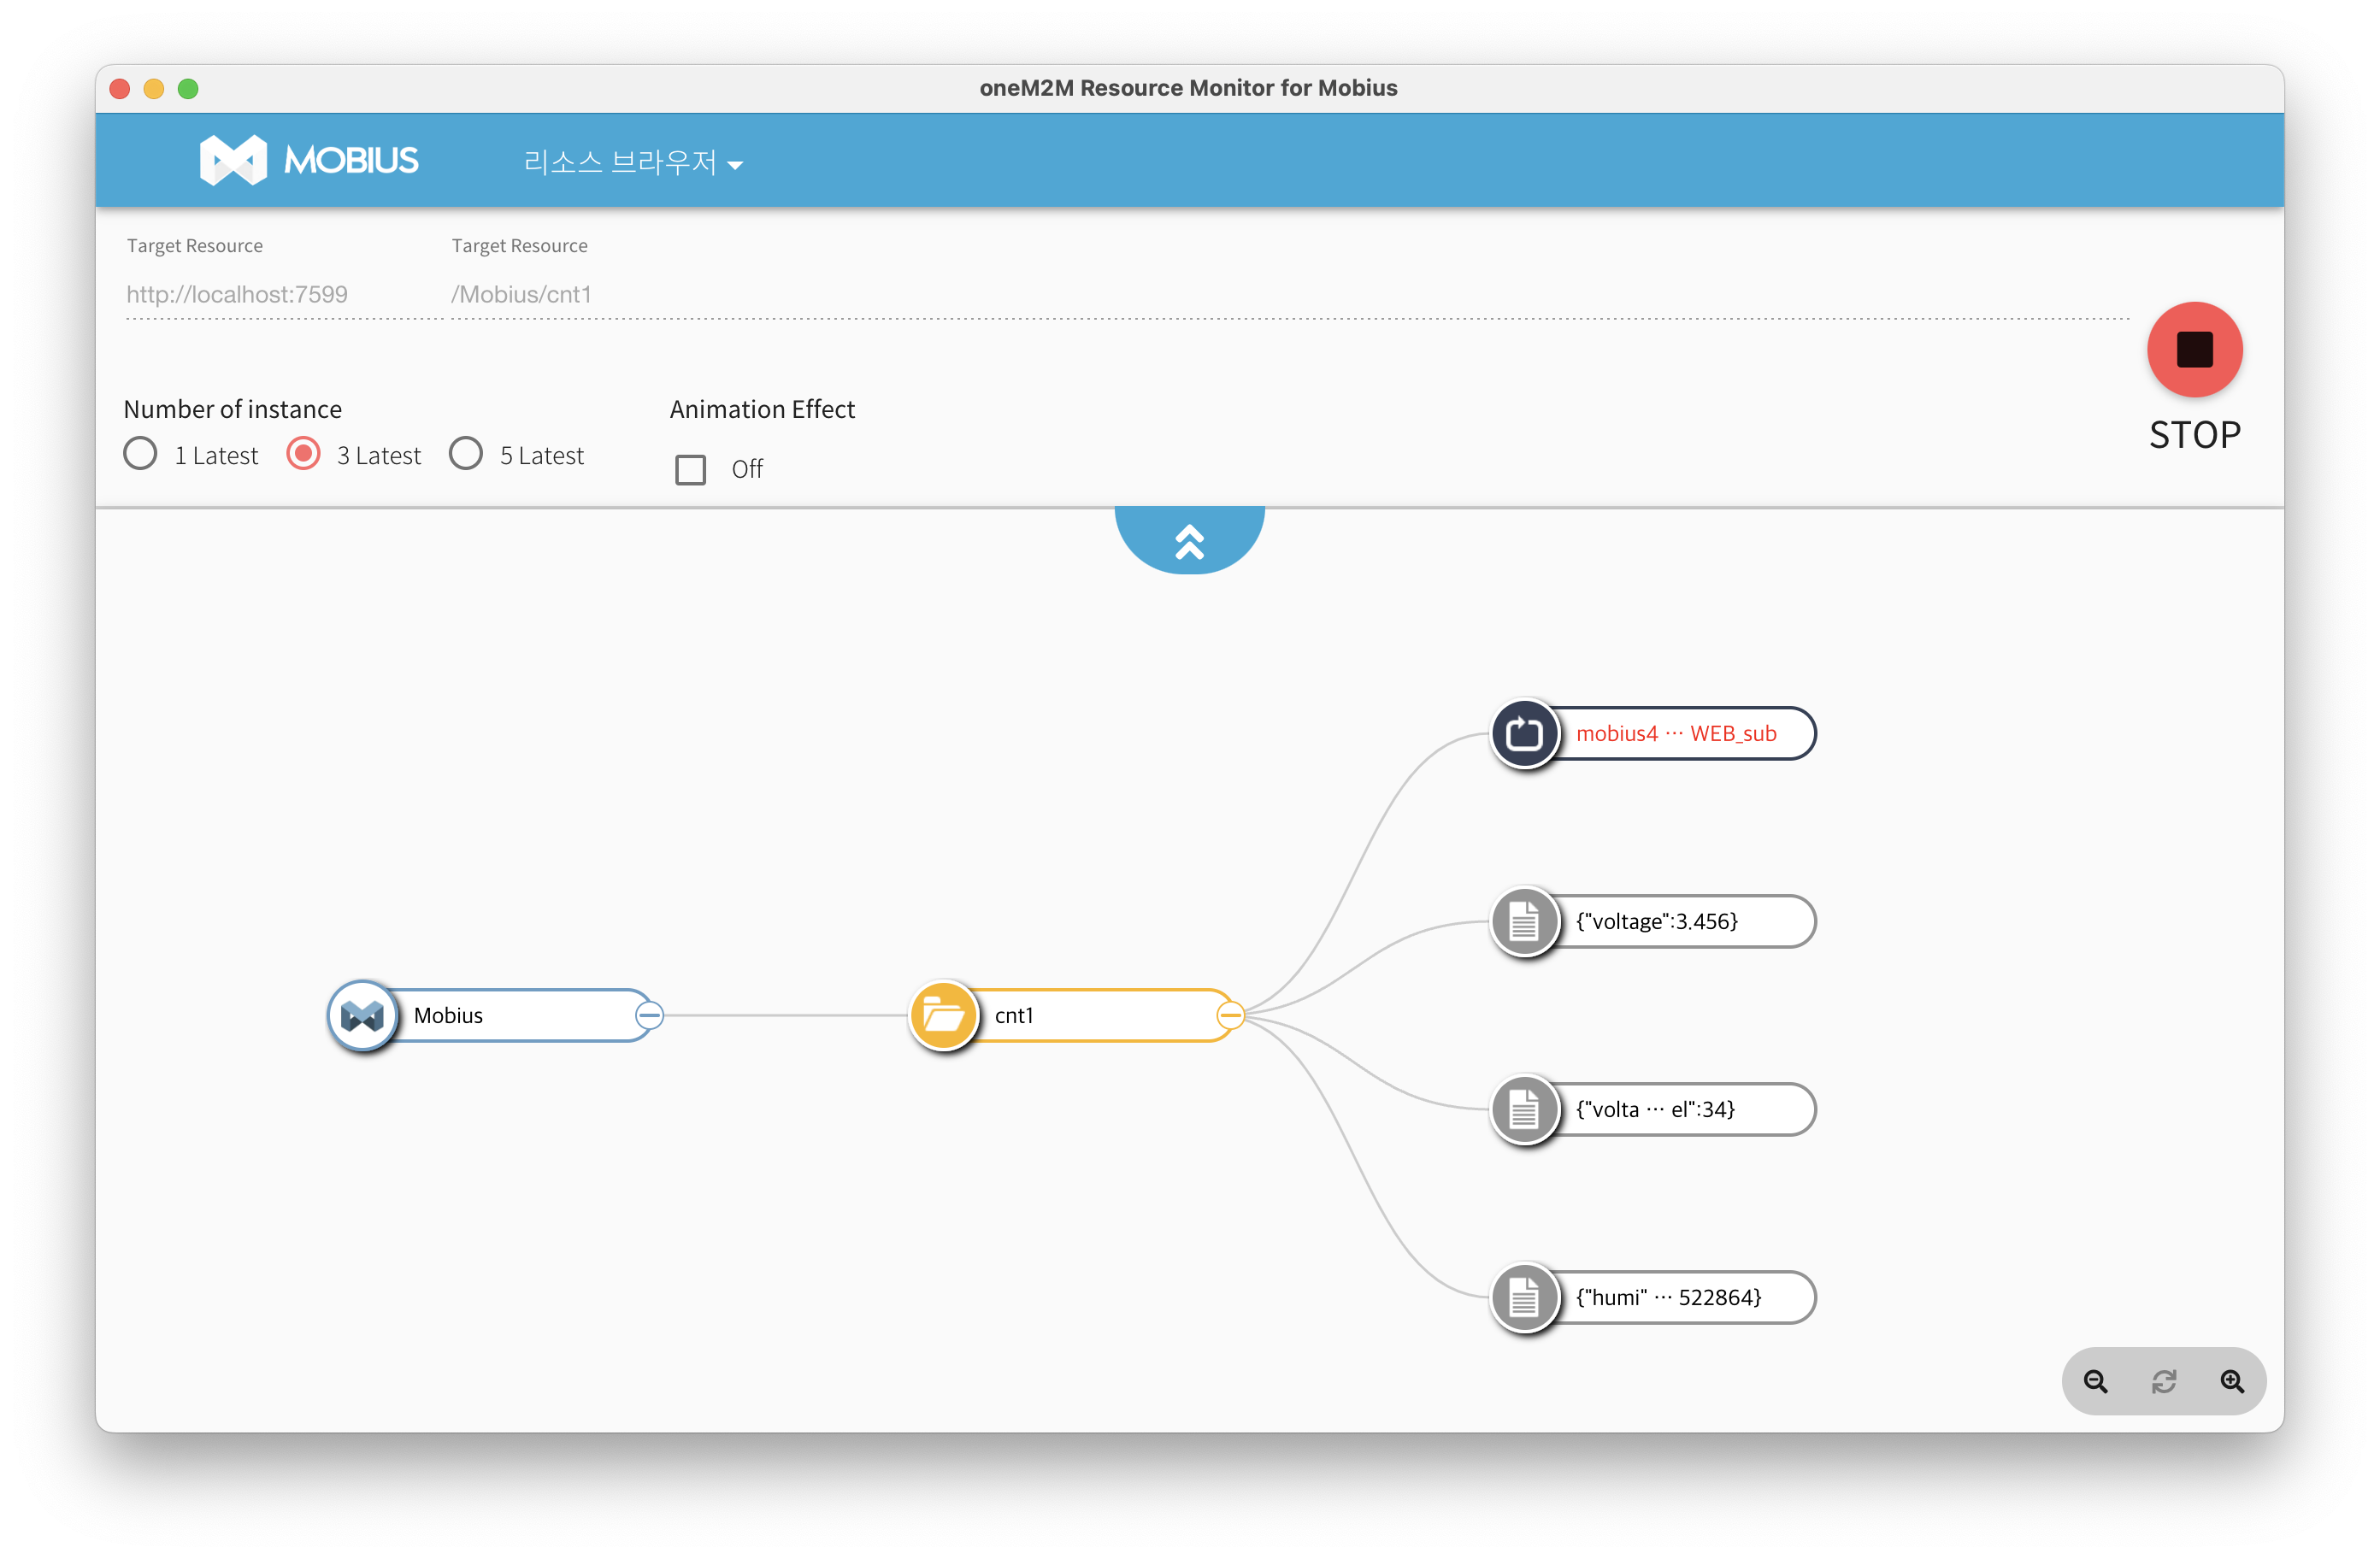 oneM2M Resource Monitor for Mobius
MOBIUS 리소스 브라우저
Target Resource Target Resource
http://localhost:7599 /Mobius/cnt1
STOP
Number of instance Animation Effect
1 Latest 3 Latest 5 Latest Off
mobius4 ··· WEB_sub
{"voltage":3.456}
Mobius cnt1
{"volta ··· el":34}
{"humi" ··· 522864}